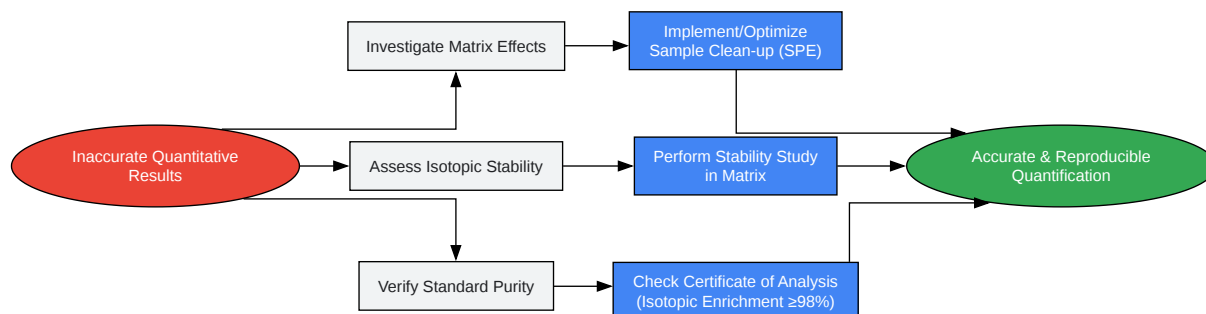 Investigate Matrix Effects
Implement/Optimize
Sample Clean-up (SPE)
Inaccurate Quantitative
Results
Assess Isotopic Stability
Perform Stability Study
in Matrix
Accurate & Reproducible
Quantification
Verify Standard Purity
Check Certificate of Analysis
(Isotopic Enrichment ≥98%)